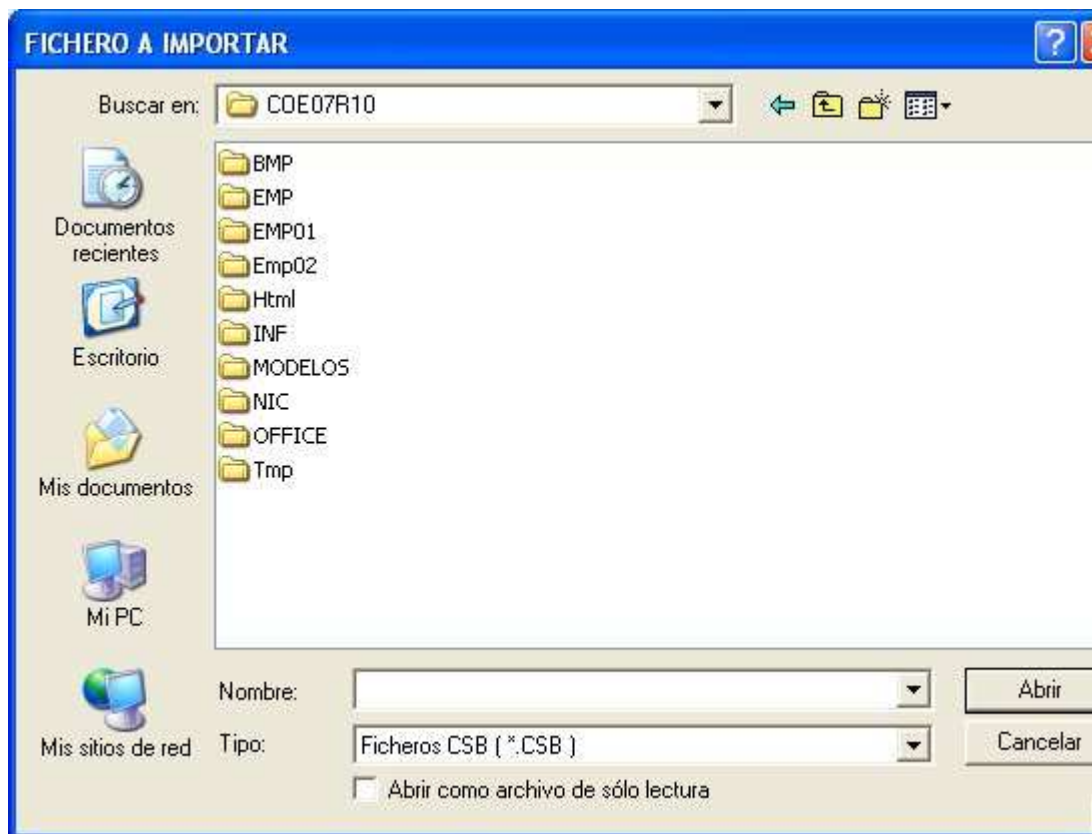 FICHERO A IMPORTAR
?
Buscar en:
COE07R10
BMP
EMP
EMP01
Emp02
Html
INF
MODELOS
NIC
OFFICE
Tmp
Documentos
recientes
Escritorio
Mis documentos
Mi PC
Mis sitios de red
Nombre:
Abrir
Tipo:
Ficheros CSB ( *.CSB )
Cancelar
Abrir como archivo de sólo lectura